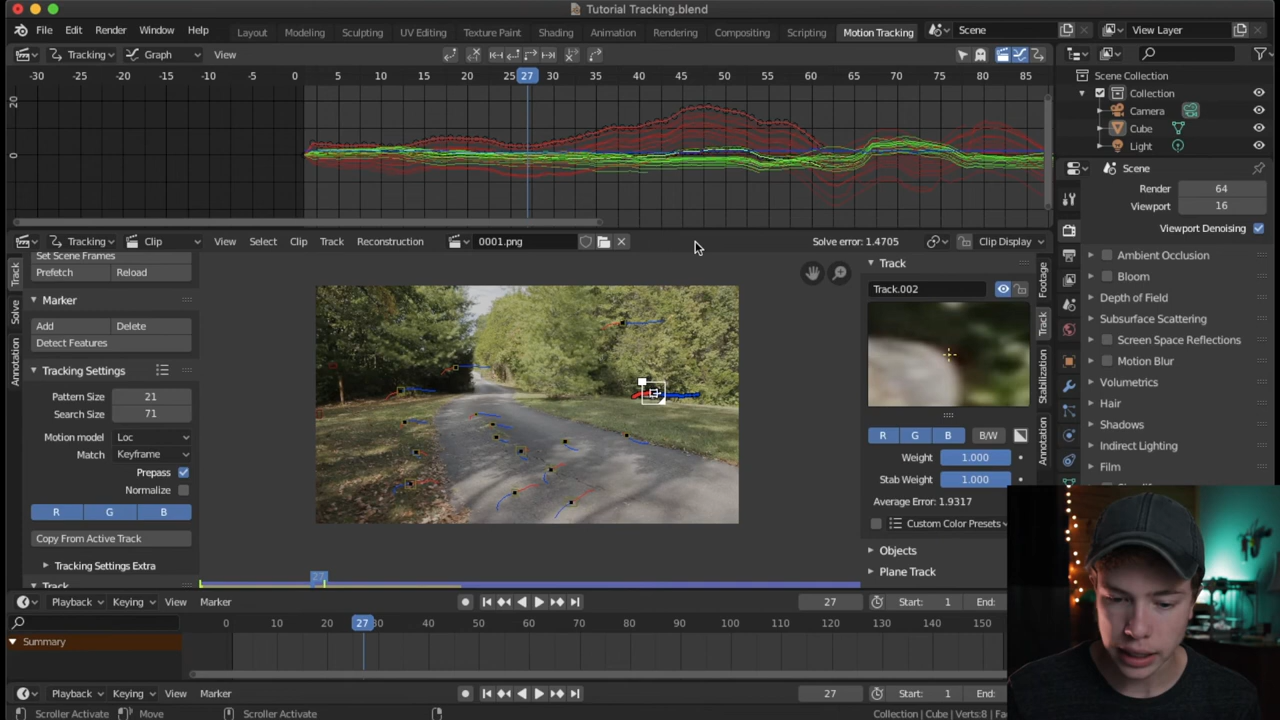 Tutorial Tracking.blend
File Edit Render Window Help Layout Modeling Sculpting UV Editing Texture Paint Shading Animation Rendering Compositing Scripting Motion Tracking Scene View Layer
Tracking Graph View
-30 -25 -20 -15 -10 -5 0 5 10 15 20 25 27 30 35 40 45 50 55 60 65 70 75 80 85
20
0
Scene Collection
Collection
Camera
Cube
Light
Scene
Render 64
Viewport 16
Viewport Denoising
Ambient Occlusion
Bloom
Depth of Field
Subsurface Scattering
Screen Space Reflections
Motion Blur
Volumetrics
Hair
Shadows
Indirect Lighting
Film
Tracking Clip View Select Clip Track Reconstruction 0001.png Solve error: 1.4705 Clip Display
Track
Solve
Annotation
Set Scene Frames
Prefetch Reload
Marker
Add Delete
Detect Features
Tracking Settings
Pattern Size 21
Search Size 71
Motion model Loc
Match Keyframe
Prepass
Normalize
R G B
Copy From Active Track
Tracking Settings Extra
Track
27
Track
Track.002
R G B B/W
Weight 1.000
Stab Weight 1.000
Average Error: 1.9317
Custom Color Presets
Objects
Plane Track
Footage
Track
Stabilization
Annotation
Playback Keying View Marker 27 Start: 1 End:
0 10 20 27 30 40 50 60 70 80 90 100 110 120 130 140 150
Summary
Playback Keying View Marker 27 Start: 1 End:
Scroller Activate Move Scroller Activate Collection | Cube | Verts:8 | Fa